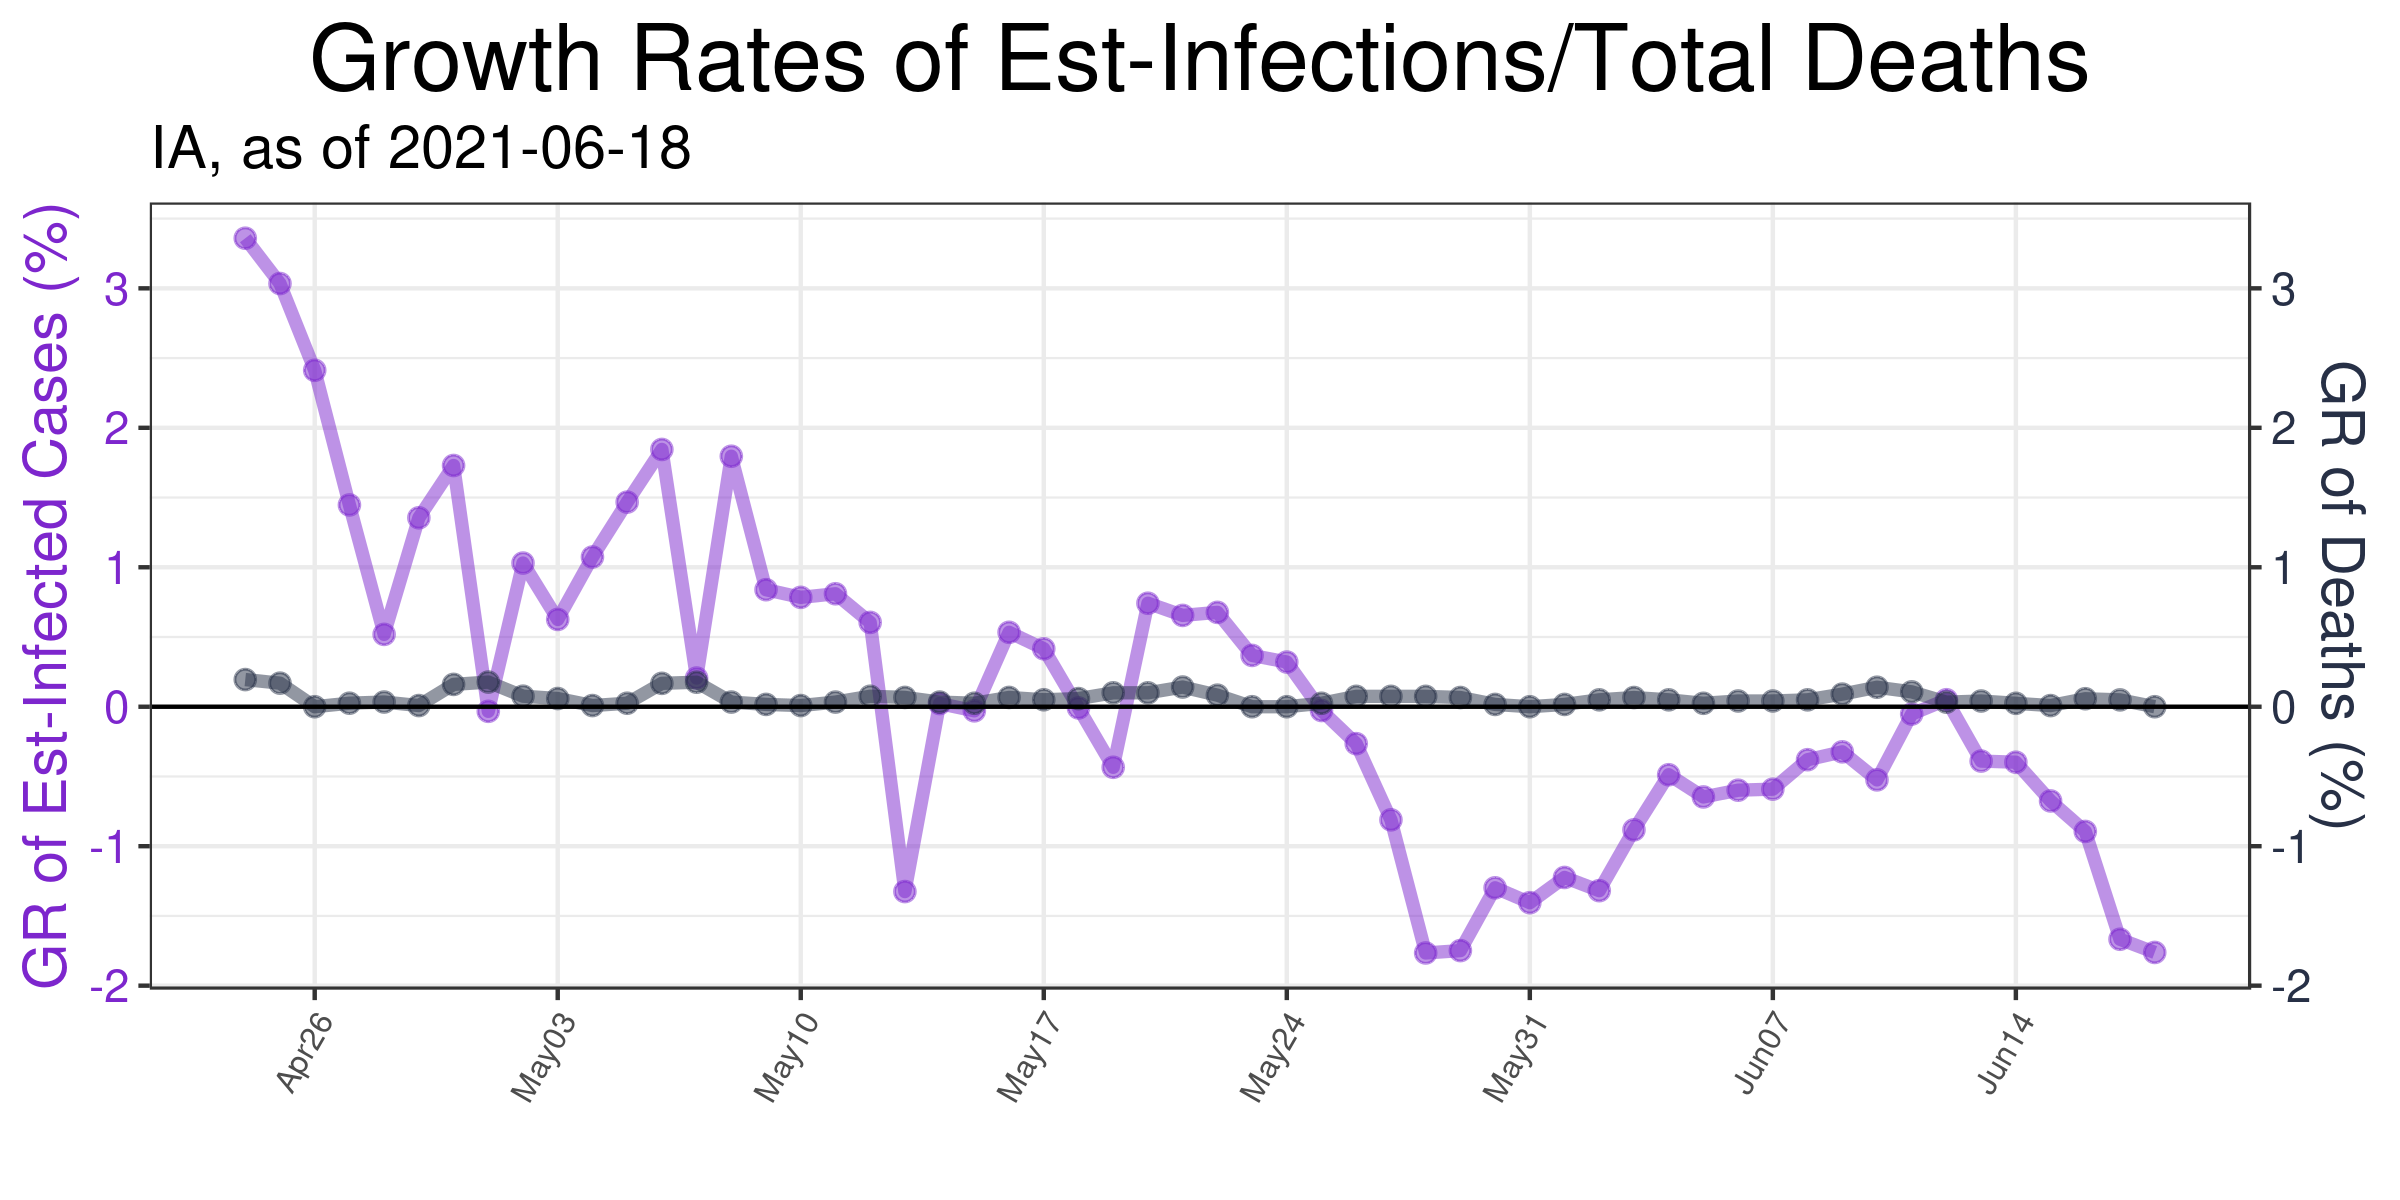 Growth Rates of Est-Infections/Total Deaths
IA, as of 2021-06-18
GR of Est-Infected Cases (%)
3
2
1
0
-1
-2
3
2
1
0
-1
-2
GR of Deaths (%)
Apr26
May03
May10
May17
May24
May31
Jun07
Jun14